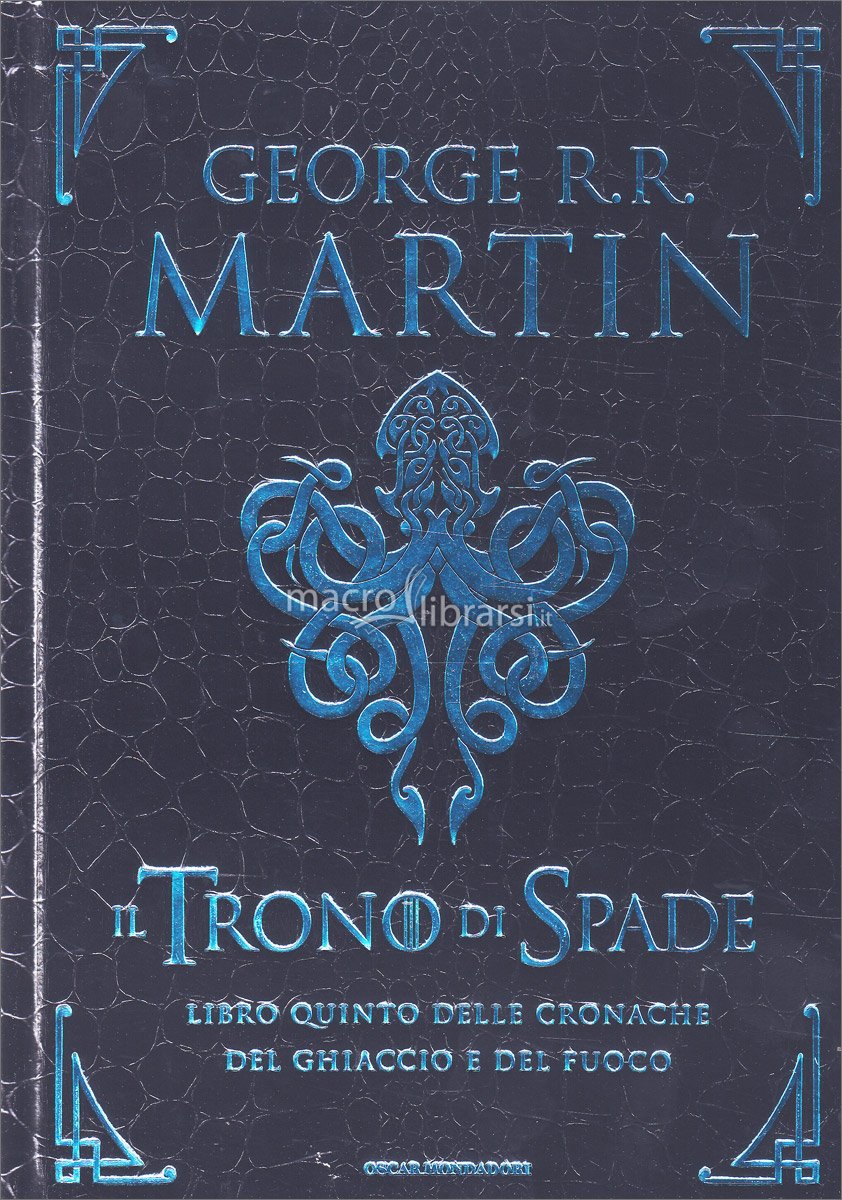 GEORGE R.R.
MARTIN
macrolibrarsi.it
IL TRONO DI SPADE
LIBRO QUINTO DELLE CRONACHE
DEL GHIACCIO E DEL FUOCO
OSCAR MONDADORI